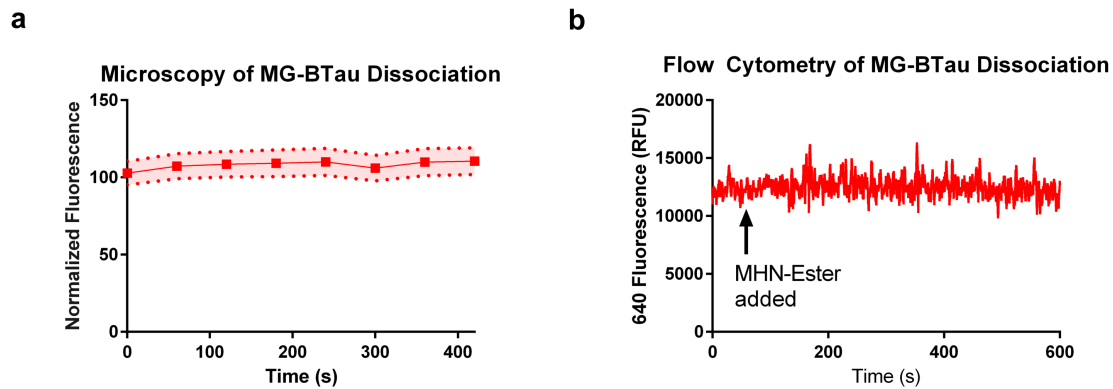 a
Microscopy of MG-BTau Dissociation
Normalized Fluorescence
150
100
50
0
0 100 200 300 400
Time (s)
b
Flow Cytometry of MG-BTau Dissociation
640 Fluorescence (RFU)
20000
15000
10000
5000
0
MHN-Ester
added
0 200 400 600
Time (s)